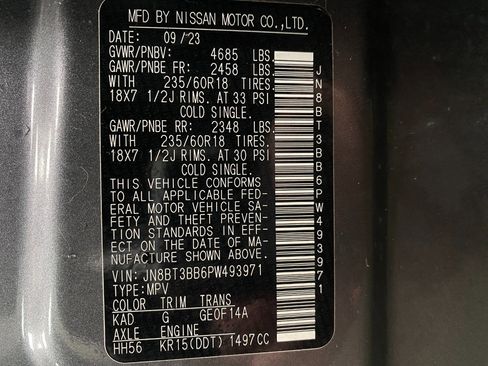 MFD BY NISSAN MOTOR CO.,LTD.
DATE: 09/'23
GVWR/PNBV: 4685 LBS.
GAWR/PNBE FR: 2458 LBS.
WITH 235/60R18 TIRES.
18X7 1/2J RIMS. AT 33 PSI
COLD SINGLE.
GAWR/PNBE RR: 2348 LBS.
WITH 235/60R18 TIRES.
18X7 1/2J RIMS. AT 30 PSI
COLD SINGLE.
THIS VEHICLE CONFORMS
TO ALL APPLICABLE FED-
ERAL MOTOR VEHICLE SA-
FETY AND THEFT PREVEN-
TION STANDARDS IN EFF-
ECT ON THE DATE OF MA-
NUFACTURE SHOWN ABOVE.
VIN: JN8BT3BB6PW493971
TYPE: MPV
COLOR TRIM TRANS
KAD G GE0F14A
AXLE ENGINE
HH56 KR15(DDT) 1497CC
JN8BT3BB6PW493971